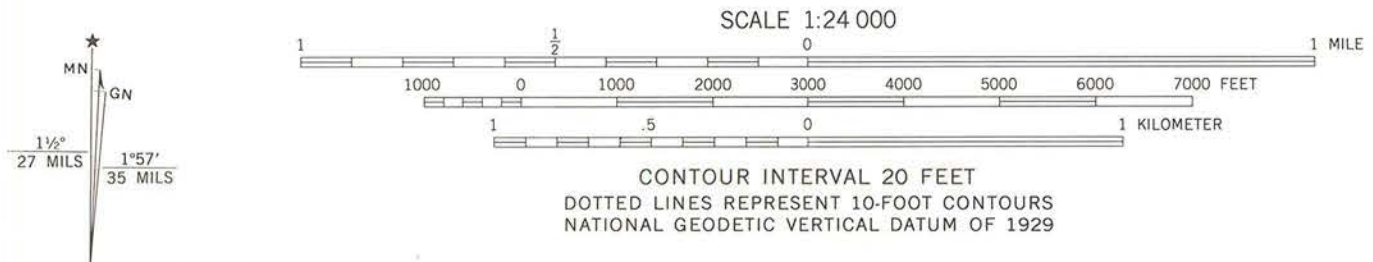 SCALE 1:24 000
1 ½ 0 1 MILE
1000 0 1000 2000 3000 4000 5000 6000 7000 FEET
1 .5 0 1 KILOMETER
CONTOUR INTERVAL 20 FEET
DOTTED LINES REPRESENT 10-FOOT CONTOURS
NATIONAL GEODETIC VERTICAL DATUM OF 1929
★
MN
GN
1½°
27 MILS
1°57′
35 MILS